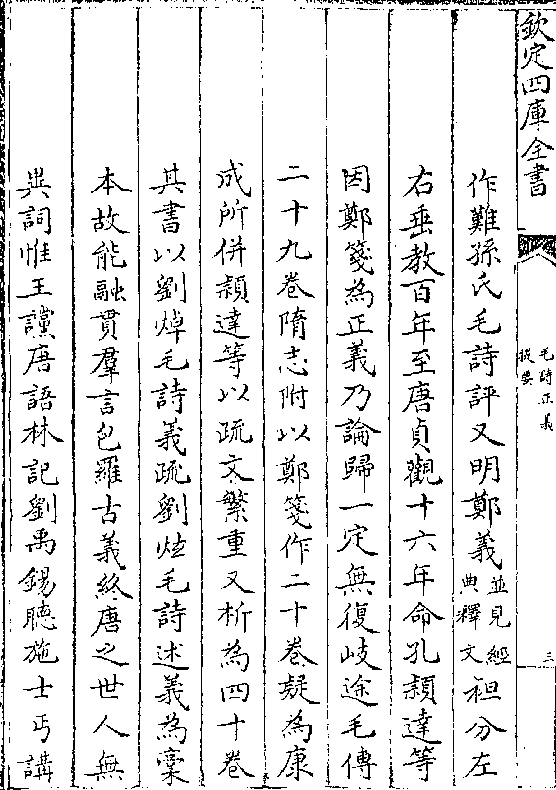 欽定四庫全書
毛詩正義
提要
三
作難孫氏毛詩評又明鄭義並見經典釋文袒分左
右垂教百年至唐貞觀十六年命孔穎達等
因鄭箋為正義乃論歸一定無復歧途毛傳
二十九卷隋志附以鄭箋作二十卷疑為康
成所併穎達等以疏文繁重又析為四十卷
其書以劉焯毛詩義疏劉炫毛詩述義為稾
本故能融貫羣言包羅古義終唐之世人無
異詞惟王讜唐語林記劉禹錫聽施士丐講